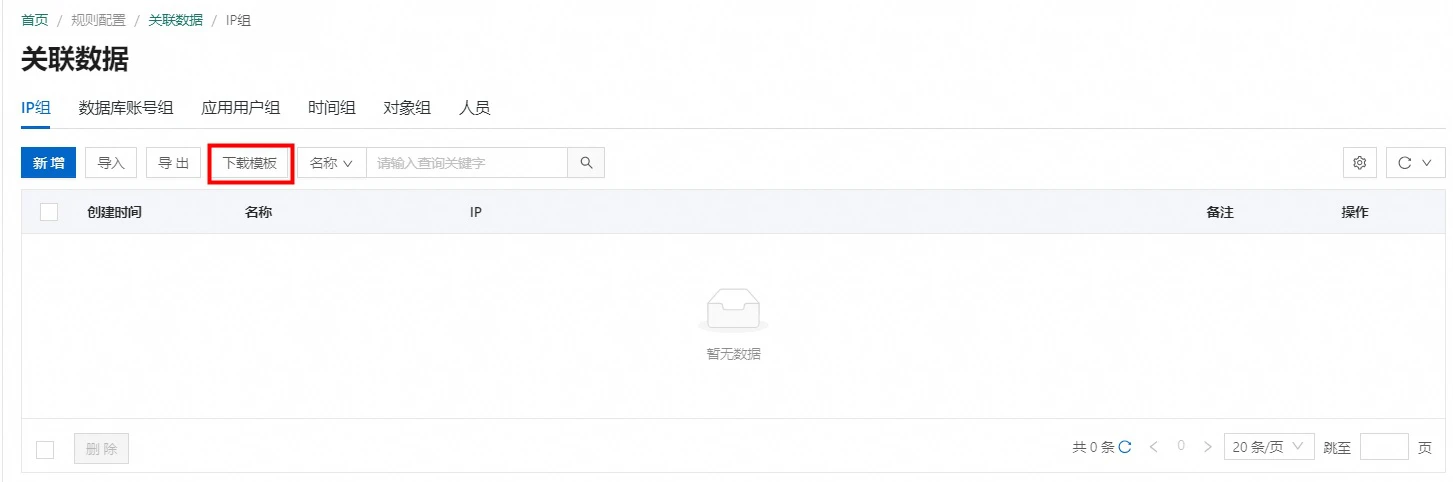 首页 / 规则配置 / 关联数据 / IP组
关联数据
IP组 数据库账号组 应用用户组 时间组 对象组 人员
新 增 导入 导 出 下载模板 名称 请输入查询关键字
创建时间 名称 IP 备注 操作
暂无数据
删 除 共 0 条 0 20 条/页 跳至 页